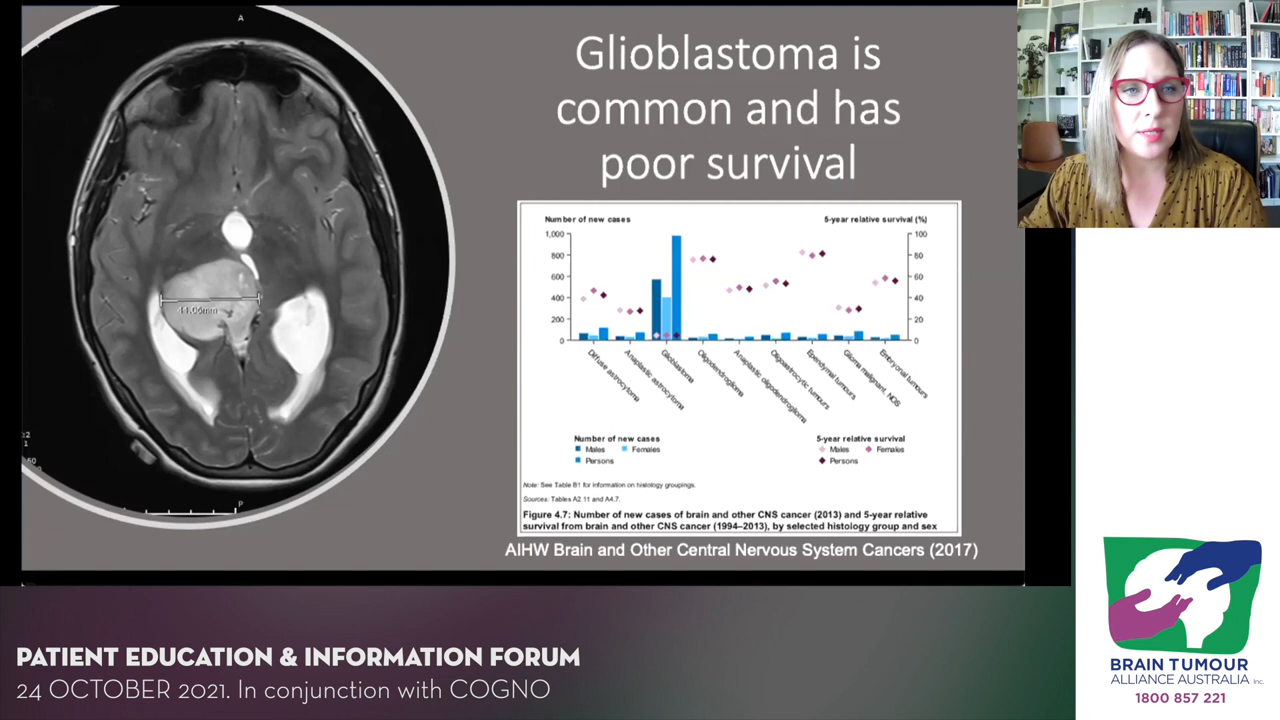 A
44.06mm
P
Glioblastoma is
common and has
poor survival
Number of new cases
5-year relative survival (%)
1,000
800
600
400
200
0
100
80
60
40
20
0
Diffuse astrocytoma
Anaplastic astrocytoma
Glioblastoma
Oligodendroglioma
Anaplastic oligodendroglioma
Oligoastrocytic tumours
Ependymal tumours
Glioma malignant, NOS
Embryonal tumours
Number of new cases
Males
Females
Persons
5-year relative survival
Males
Females
Persons
Note: See Table B1 for information on histology groupings.
Sources: Tables A2.11 and A4.7.
Figure 4.7: Number of new cases of brain and other CNS cancer (2013) and 5-year relative
survival from brain and other CNS cancer (1994–2013), by selected histology group and sex
AIHW Brain and Other Central Nervous System Cancers (2017)
PATIENT EDUCATION & INFORMATION FORUM
24 OCTOBER 2021. In conjunction with COGNO
BRAIN TUMOUR
ALLIANCE AUSTRALIA Inc.
1800 857 221